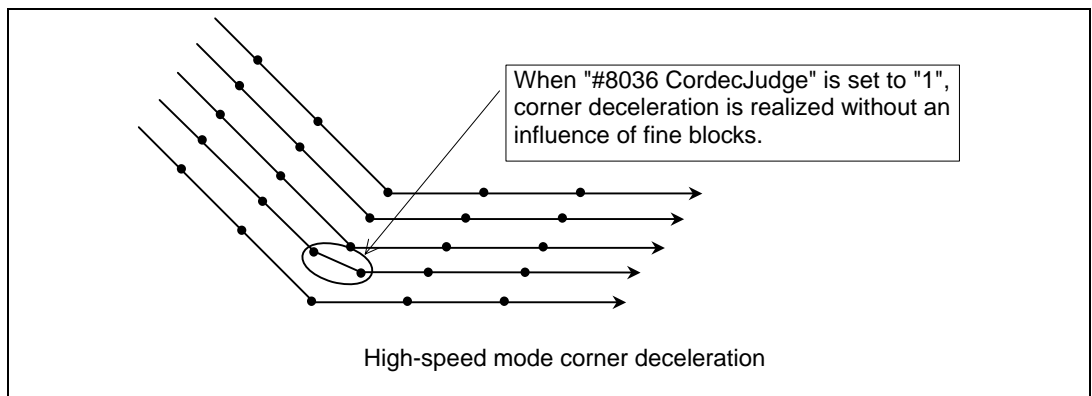 When "#8036 CordecJudge" is set to "1",
corner deceleration is realized without an
influence of fine blocks.
High-speed mode corner deceleration